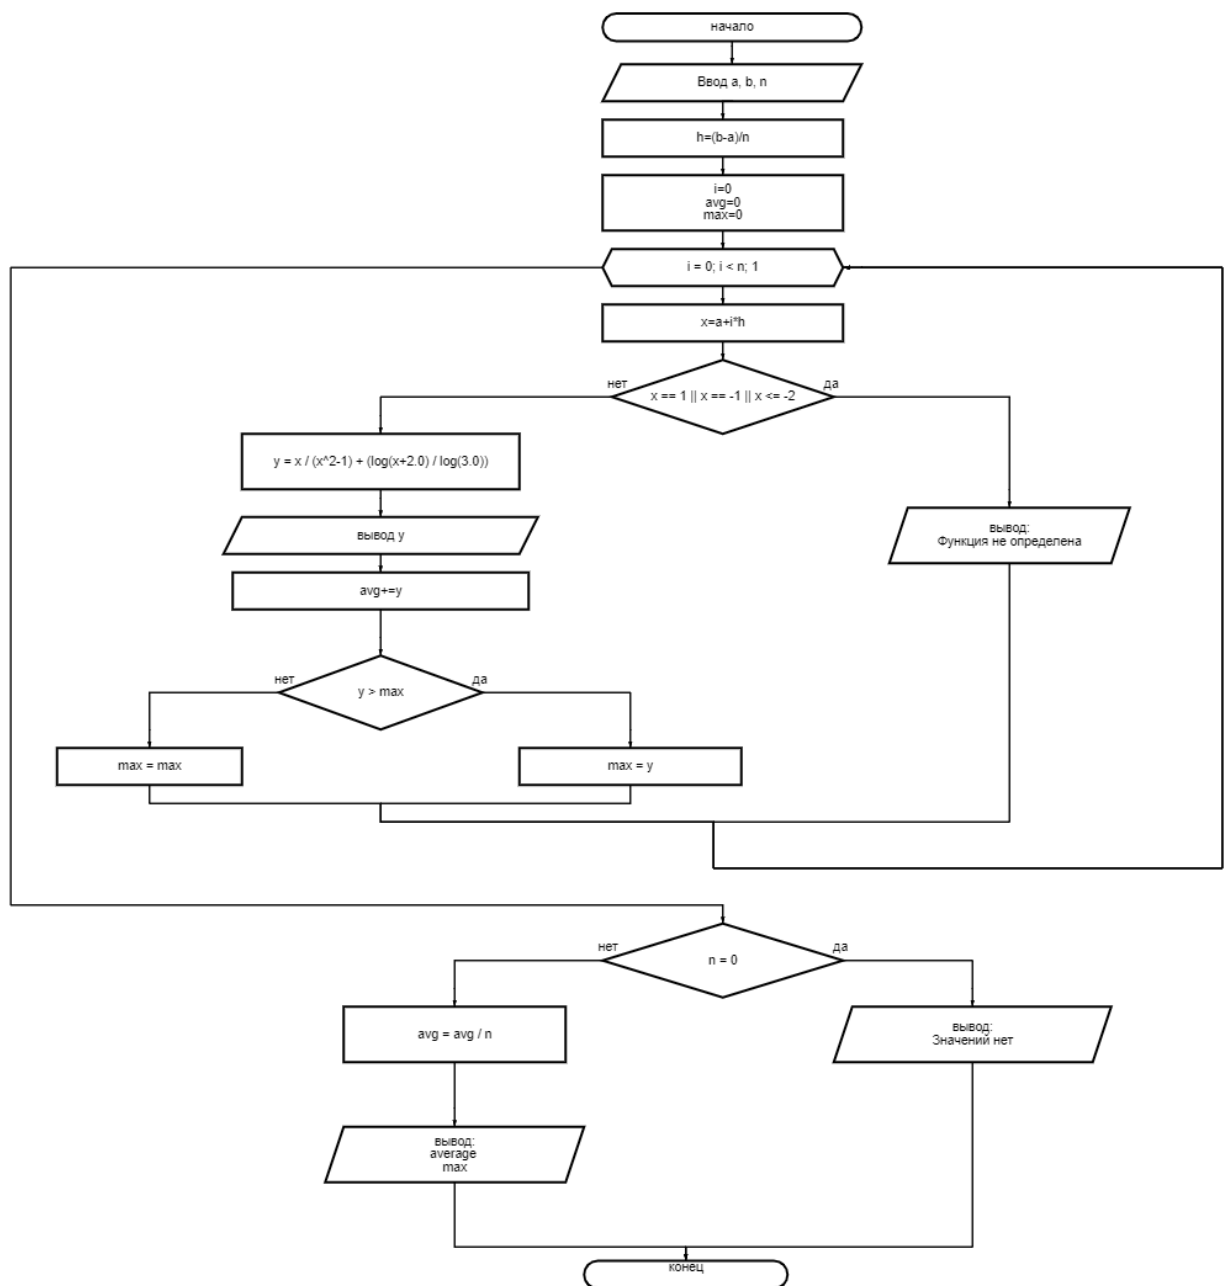 начало
Ввод a, b, n
h=(b-a)/n
i=0
avg=0
max=0
i = 0; i < n; 1
x=a+i*h
нет
да
x == 1 || x == -1 || x <= -2
y = x / (x^2-1) + (log(x+2.0) / log(3.0))
вывод:
Функция не определена
вывод y
avg+=y
нет
да
y > max
max = max
max = y
нет
да
n = 0
avg = avg / n
вывод:
Значений нет
вывод:
average
max
конец